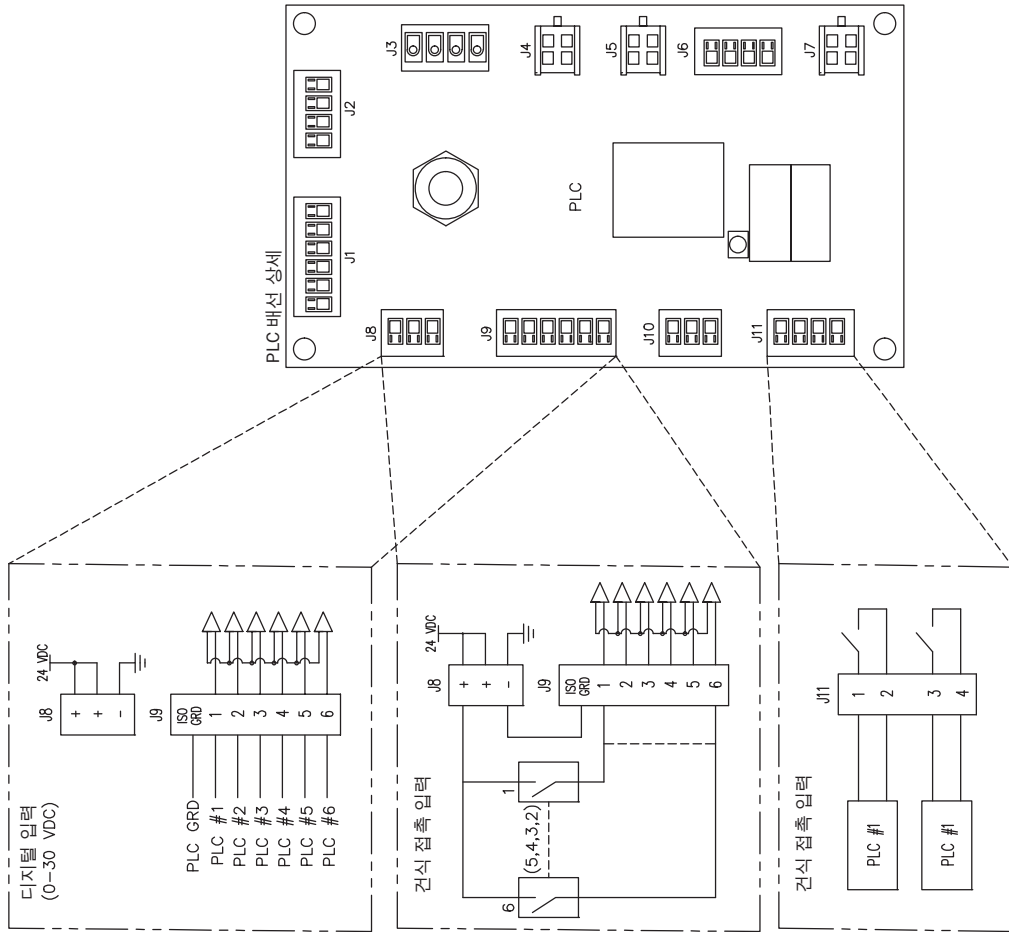 디지털 입력
(0-30 VDC)
24 VDC
J8
+
+
-
J9
ISO
GRD
1
2
3
4
5
6
PLC GRD
PLC #1
PLC #2
PLC #3
PLC #4
PLC #5
PLC #6
건식 접촉 입력
24 VDC
J8
+
+
-
J9
ISO
GRD
1
2
3
4
5
6
1
(5,4,3,2)
6
건식 접촉 입력
J11
1
2
3
4
PLC #1
PLC #1
PLC 배선 상세
J1
J2
J3
J4
J5
J6
J7
J8
J9
J10
J11
PLC